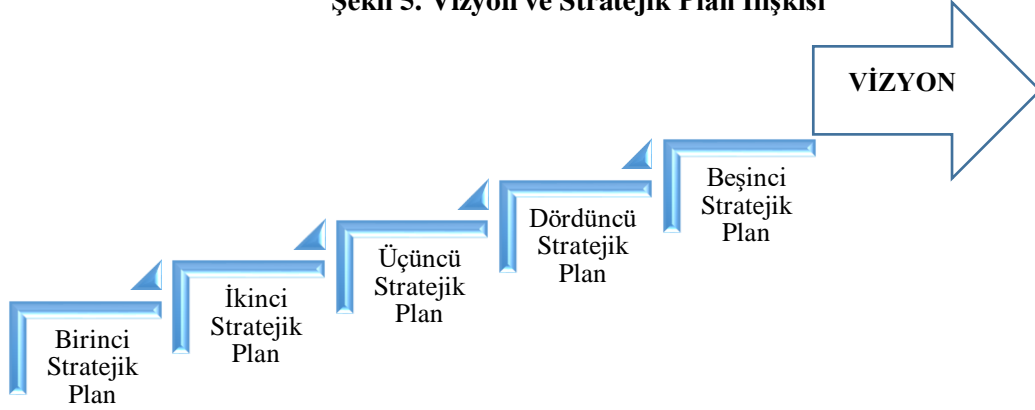 Şekil 5. Vizyon ve Stratejik Plan İlişkisi
VİZYON
Beşinci
Stratejik
Plan
Dördüncü
Stratejik
Plan
Üçüncü
Stratejik
Plan
İkinci
Stratejik
Plan
Birinci
Stratejik
Plan